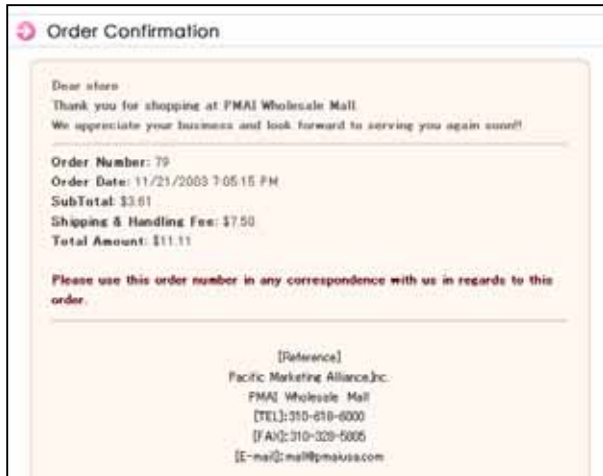 Order Confirmation
Dear store
Thank you for shopping at PMAI Wholesale Mall
We appreciate your business and look forward to serving you again soon!!
Order Number: 79
Order Date: 11/21/2003 7:05:15 PM
SubTotal: $3.61
Shipping & Handling Fee: $7.50
Total Amount: $11.11
Please use this order number in any correspondence with us in regards to this
order.
[Reference]
Pacific Marketing Alliance,Inc.
PMAI Wholesale Mall
[TEL]:310-618-6000
[FAX]:310-328-5005
[E-mail]:mall@pmaiusa.com